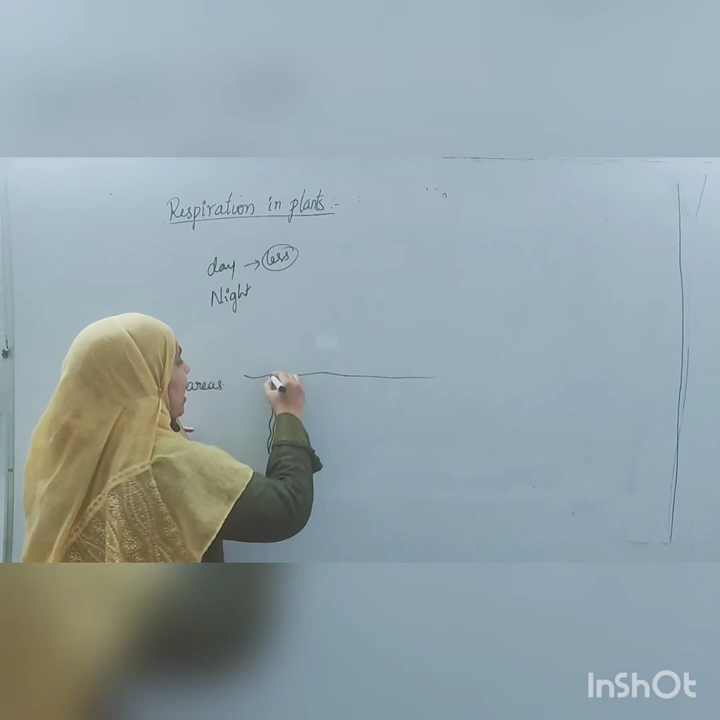 Respiration in plants :-
day → less
Night
areas
InShOt